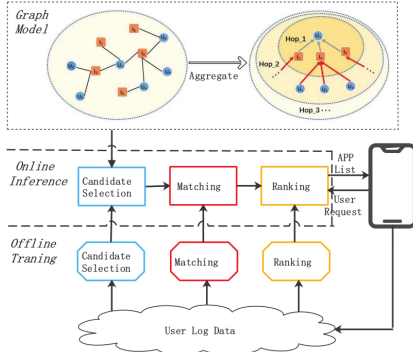 Graph
Model
Aggregate
Hop_1
Hop_2
Hop_3 ···
Online
Inference
Candidate
Selection
Matching
Ranking
APP
List
User
Request
Offline
Traning
Candidate
Selection
Matching
Ranking
User Log Data